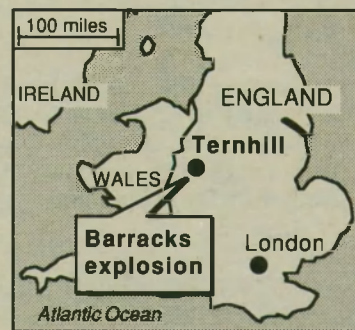 100 miles
IRELAND
ENGLAND
Ternhill
WALES
Barracks
explosion
London
Atlantic Ocean